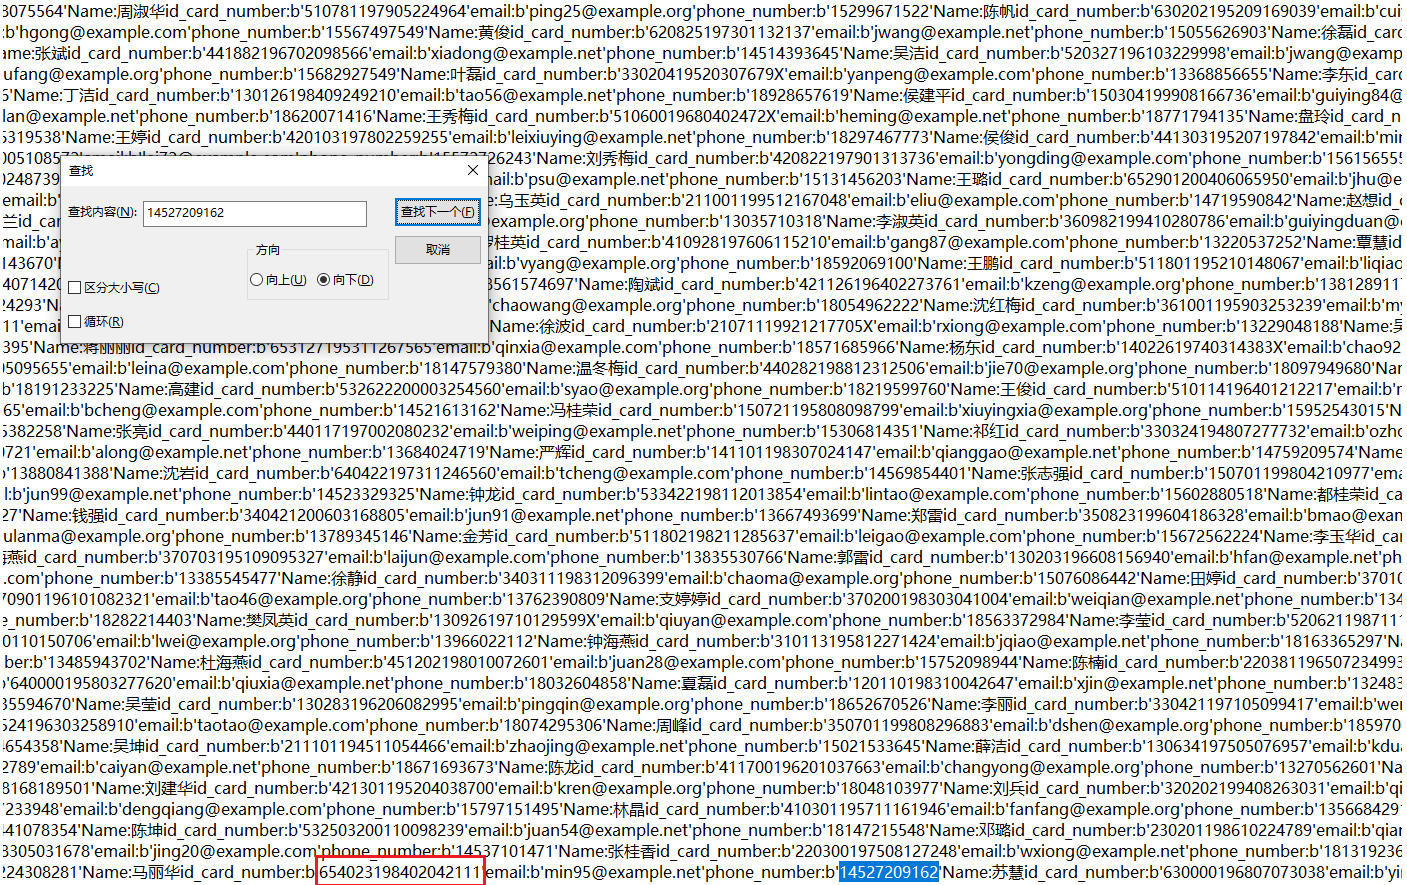 8075564'Name:周淑华id_card_number:b'510781197905224964'email:b'ping25@example.org'phone_number:b'15299671522'Name:陈帆id_card_number:b'630202195209169039'email:b'cui
:b'hgong@example.com'phone_number:b'15567497549'Name:黄俊id_card_number:b'620825197301132137'email:b'jwang@example.net'phone_number:b'15055626903'Name:徐磊id_card_number:b
ame:张斌id_card_number:b'441882196702098566'email:b'xiadong@example.net'phone_number:b'14514393645'Name:吴洁id_card_number:b'520327196103229998'email:b'jwang@example
ufang@example.org'phone_number:b'15682927549'Name:叶磊id_card_number:b'33020419520307679X'email:b'yanpeng@example.com'phone_number:b'13368856655'Name:李东id_card
5'Name:丁洁id_card_number:b'130126198409249210'email:b'tao56@example.net'phone_number:b'18928657619'Name:侯建平id_card_number:b'150304199908166736'email:b'guiying84@
lan@example.org'phone_number:b'18620071416'Name:王秀梅id_card_number:b'51060019680402472X'email:b'heming@example.com'phone_number:b'18771794135'Name:盘玲id_card
5319538'Name:王婷id_card_number:b'420103197802259255'email:b'leixiuying@example.net'phone_number:b'18297467773'Name:侯俊id_card_number:b'441303195207197842'email:b'mir
26243'Name:刘秀梅id_card_number:b'420822197901313736'email:b'yongding@example.com'phone_number:b'156156555
查找
0248739
nail:b'psu@example.net'phone_number:b'15131456203'Name:王璐id_card_number:b'652901200406065950'email:b'jhu@e
乌玉英id_card_number:b'211001199512167048'email:b'eliu@example.com'phone_number:b'14719590842'Name:赵想
查找内容(N): 14527209162 查找下一个(F)
兰id_ca
e@example.org'phone_number:b'13035710318'Name:李淑英id_card_number:b'360982199410280786'email:b'guiyingduan@
罗桂英id_card_number:b'410928197606115210'email:b'gang87@example.com'phone_number:b'13220537252'Name:覃慧
方向 取消
143670'N
ail:b'vyang@example.com'phone_number:b'18592069100'Name:王鹏id_card_number:b'511801195210148067'email:b'liqiao
区分大小写(C) 向上(U) 向下(D)
4071420
8561574697'Name:陶斌id_card_number:b'421126196402273761'email:b'kzeng@example.com'phone_number:b'138128911
24293'N
chaowang@example.com'phone_number:b'18054962222'Name:沈红梅id_card_number:b'361001195903253239'email:b'm
循环(R)
11'emai
Name:徐波id_card_number:b'21071119921217705X'email:b'rxiong@example.com'phone_number:b'13229048188'Name:吴
395'Name:蒋丽丽id_card_number:b'653127195311267565'email:b'qinxia@example.com'phone_number:b'18571685966'Name:杨东id_card_number:b'14022619740314383X'email:b'chao92
05095655'email:b'leina@example.com'phone_number:b'18147579380'Name:温冬梅id_card_number:b'440282198812312506'email:b'jie70@example.com'phone_number:b'18097949680'Name:
b'18191233225'Name:高建id_card_number:b'532622200003254560'email:b'syao@example.com'phone_number:b'18219599760'Name:王俊id_card_number:b'510114196401212217'email:b'r
65'email:b'bcheng@example.com'phone_number:b'14521613162'Name:冯桂荣id_card_number:b'150721195808098799'email:b'xiuyingxia@example.org'phone_number:b'15952543015'N
5382258'Name:张亮id_card_number:b'440117197002080232'email:b'weiping@example.com'phone_number:b'15306814351'Name:祁红id_card_number:b'330324194807277732'email:b'ozho
0721'email:b'along@example.com'phone_number:b'13684024719'Name:严辉id_card_number:b'141101198307024147'email:b'qianggao@example.com'phone_number:b'14759209574'Name:
b'13880841388'Name:沈岩id_card_number:b'640422197311246560'email:b'tcheng@example.com'phone_number:b'14569854401'Name:张志强id_card_number:b'150701199804210977'ema
l:b'jun99@example.net'phone_number:b'14523329325'Name:钟龙id_card_number:b'533422198112013854'email:b'lintao@example.com'phone_number:b'15602880518'Name:都桂荣id_card
27'Name:钱强id_card_number:b'340421200603168805'email:b'jun91@example.net'phone_number:b'13667493699'Name:郑雷id_card_number:b'350823199604186328'email:b'bmao@exam
ulanma@example.com'phone_number:b'13789345146'Name:金芳id_card_number:b'511802198211285637'email:b'leigao@example.com'phone_number:b'15672562224'Name:李玉华id_ca
燕id_card_number:b'370703195109095327'email:b'laijun@example.com'phone_number:b'13835530766'Name:郭雷id_card_number:b'130203196608156940'email:b'hfan@example.net'p
.com'phone_number:b'13385545477'Name:徐静id_card_number:b'340311198312096399'email:b'chaoma@example.org'phone_number:b'15076086442'Name:田婷id_card_number:b'37010
70901196101082321'email:b'tao46@example.org'phone_number:b'13762390809'Name:支婷婷id_card_number:b'370200198303041004'email:b'weiqian@example.com'phone_number:b'134
e_number:b'18282214403'Name:樊凤英id_card_number:b'13092619710129599X'email:b'qiuyan@example.com'phone_number:b'18563372984'Name:李莹id_card_number:b'5206211987111
0110150706'email:b'lwei@example.org'phone_number:b'13966022112'Name:钟海燕id_card_number:b'310113195812271424'email:b'jqiao@example.net'phone_number:b'18163365297'Na
ber:b'13485943702'Name:杜海燕id_card_number:b'451202198010072601'email:b'juan28@example.com'phone_number:b'15752098944'Name:陈楠id_card_number:b'220381196507234993
b'640000195803277620'email:b'qiuxia@example.net'phone_number:b'18032604858'Name:夏磊id_card_number:b'120110198310042647'email:b'xjin@example.net'phone_number:b'13248
35594670'Name:吴莹id_card_number:b'130283196206082995'email:b'pingqin@example.com'phone_number:b'18652670526'Name:李丽id_card_number:b'330421197105099417'email:b'wer
52419630325891​0'email:b'taotao@example.org'phone_number:b'18074295306'Name:周峰id_card_number:b'350701199808296883'email:b'dshen@example.org'phone_number:b'185970
4654358'Name:吴坤id_card_number:b'211101194511054466'email:b'zhaojing@example.net'phone_number:b'15021533645'Name:薛洁id_card_number:b'130634197505076957'email:b'kdua
2789'email:b'caiyan@example.net'phone_number:b'18671693673'Name:陈龙id_card_number:b'411700196201037663'email:b'changyong@example.com'phone_number:b'13270562601'Na
8168189501'Name:刘建华id_card_number:b'421301195204038700'email:b'kren@example.org'phone_number:b'18048103977'Name:刘兵id_card_number:b'320202199408263031'email:b'qi
7233948'email:b'dengqiang@example.com'phone_number:b'15797151495'Name:林晶id_card_number:b'410301195711161946'email:b'fanfang@example.org'phone_number:b'135668429
41078354'Name:陈坤id_card_number:b'532503200110098239'email:b'juan54@example.net'phone_number:b'18147215548'Name:邓璐id_card_number:b'230201198610224789'email:b'qian
8305031678'email:b'jing20@example.com'phone_number:b'14537101471'Name:张桂香id_card_number:b'220300197508127248'email:b'wxiong@example.com'phone_number:b'18131923​6
224308281'Name:马丽华id_card_number:b'654023198402042111'email:b'min95@example.com'phone_number:b'14527209162'Name:苏慧id_card_number:b'630000196807073038'email:b'yi